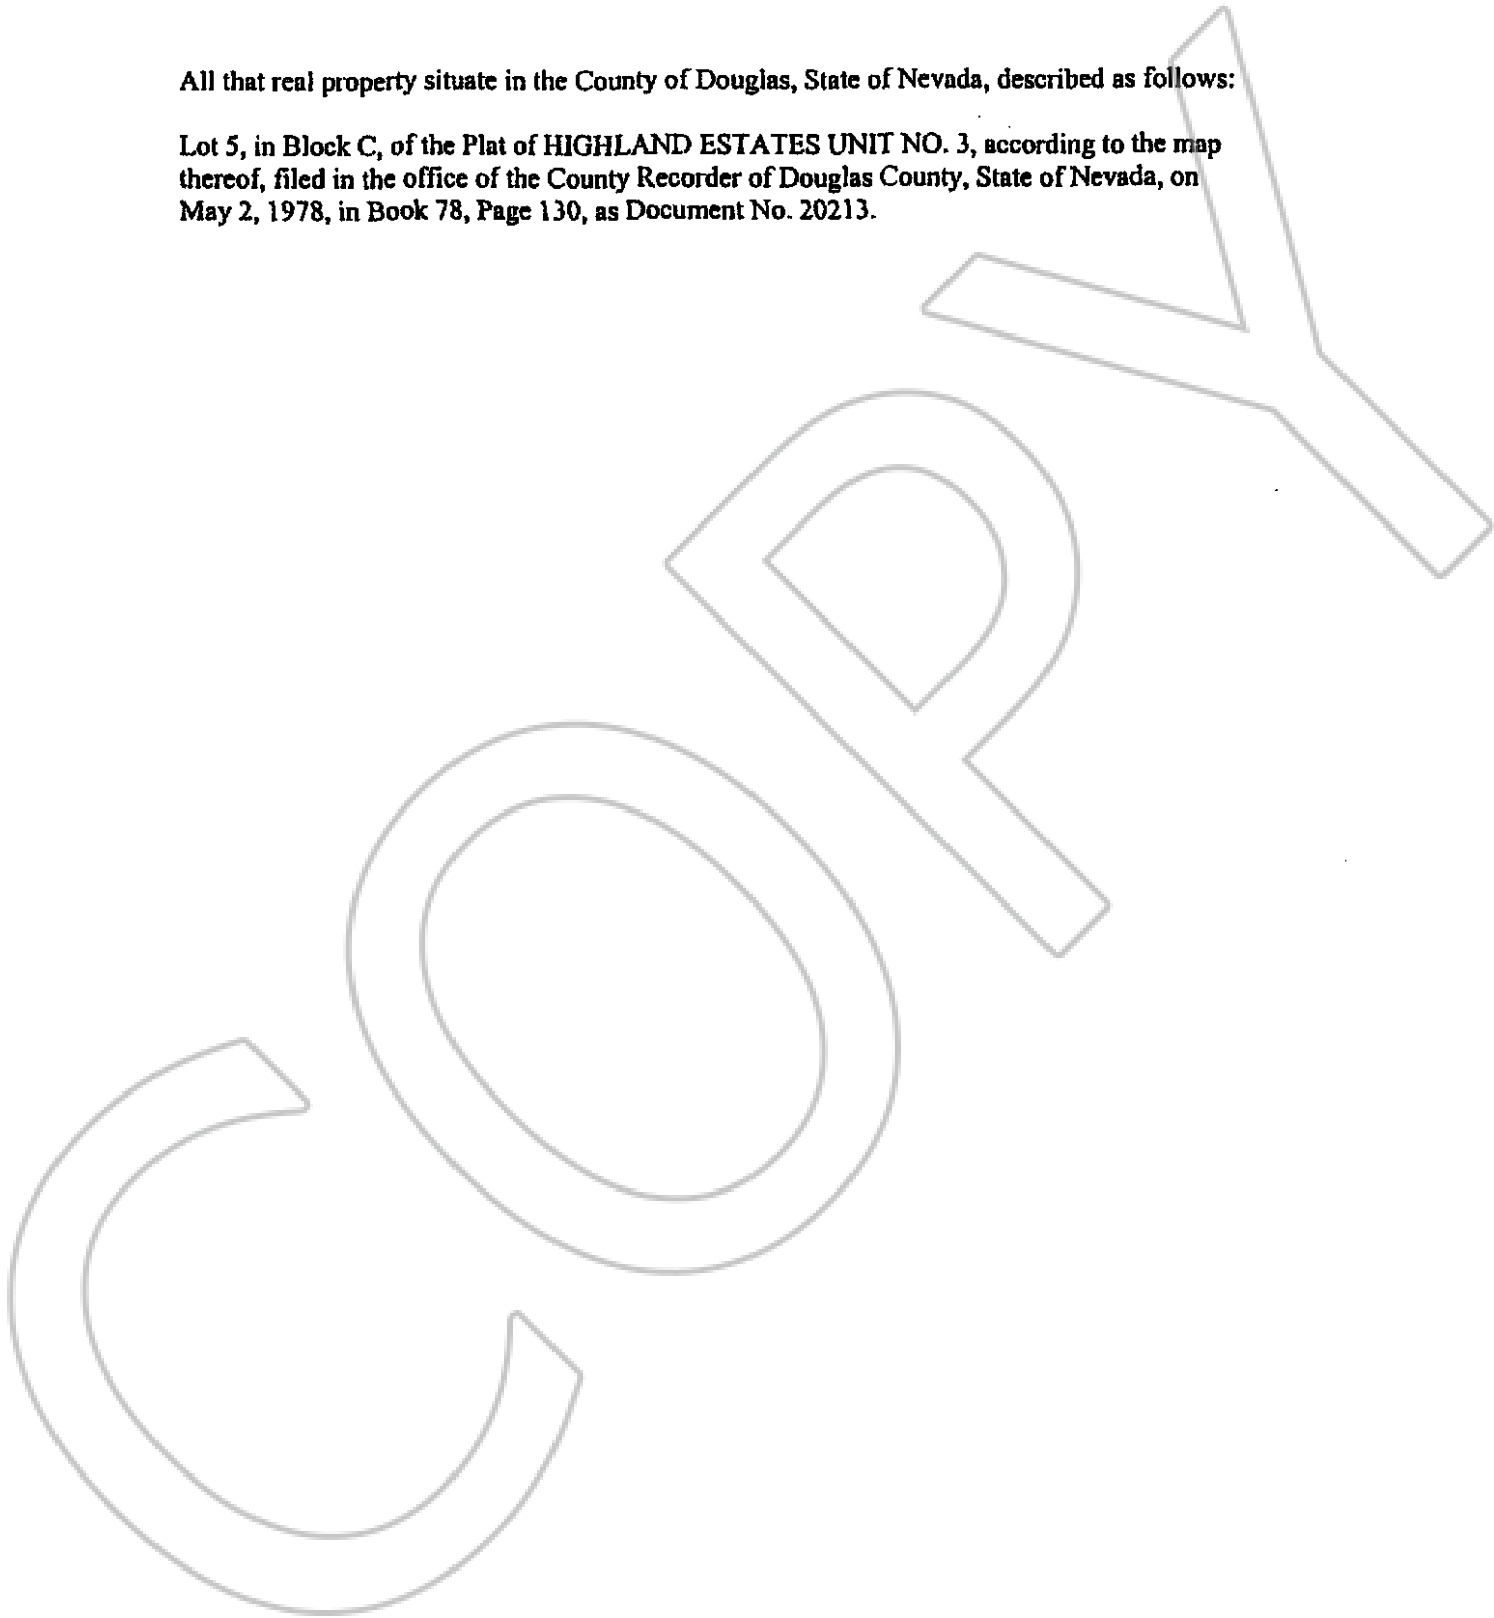 All that real property situate in the County of Douglas, State of Nevada, described as follows:
Lot 5, in Block C, of the Plat of HIGHLAND ESTATES UNIT NO. 3, according to the map
thereof, filed in the office of the County Recorder of Douglas County, State of Nevada, on
May 2, 1978, in Book 78, Page 130, as Document No. 20213.
COPY